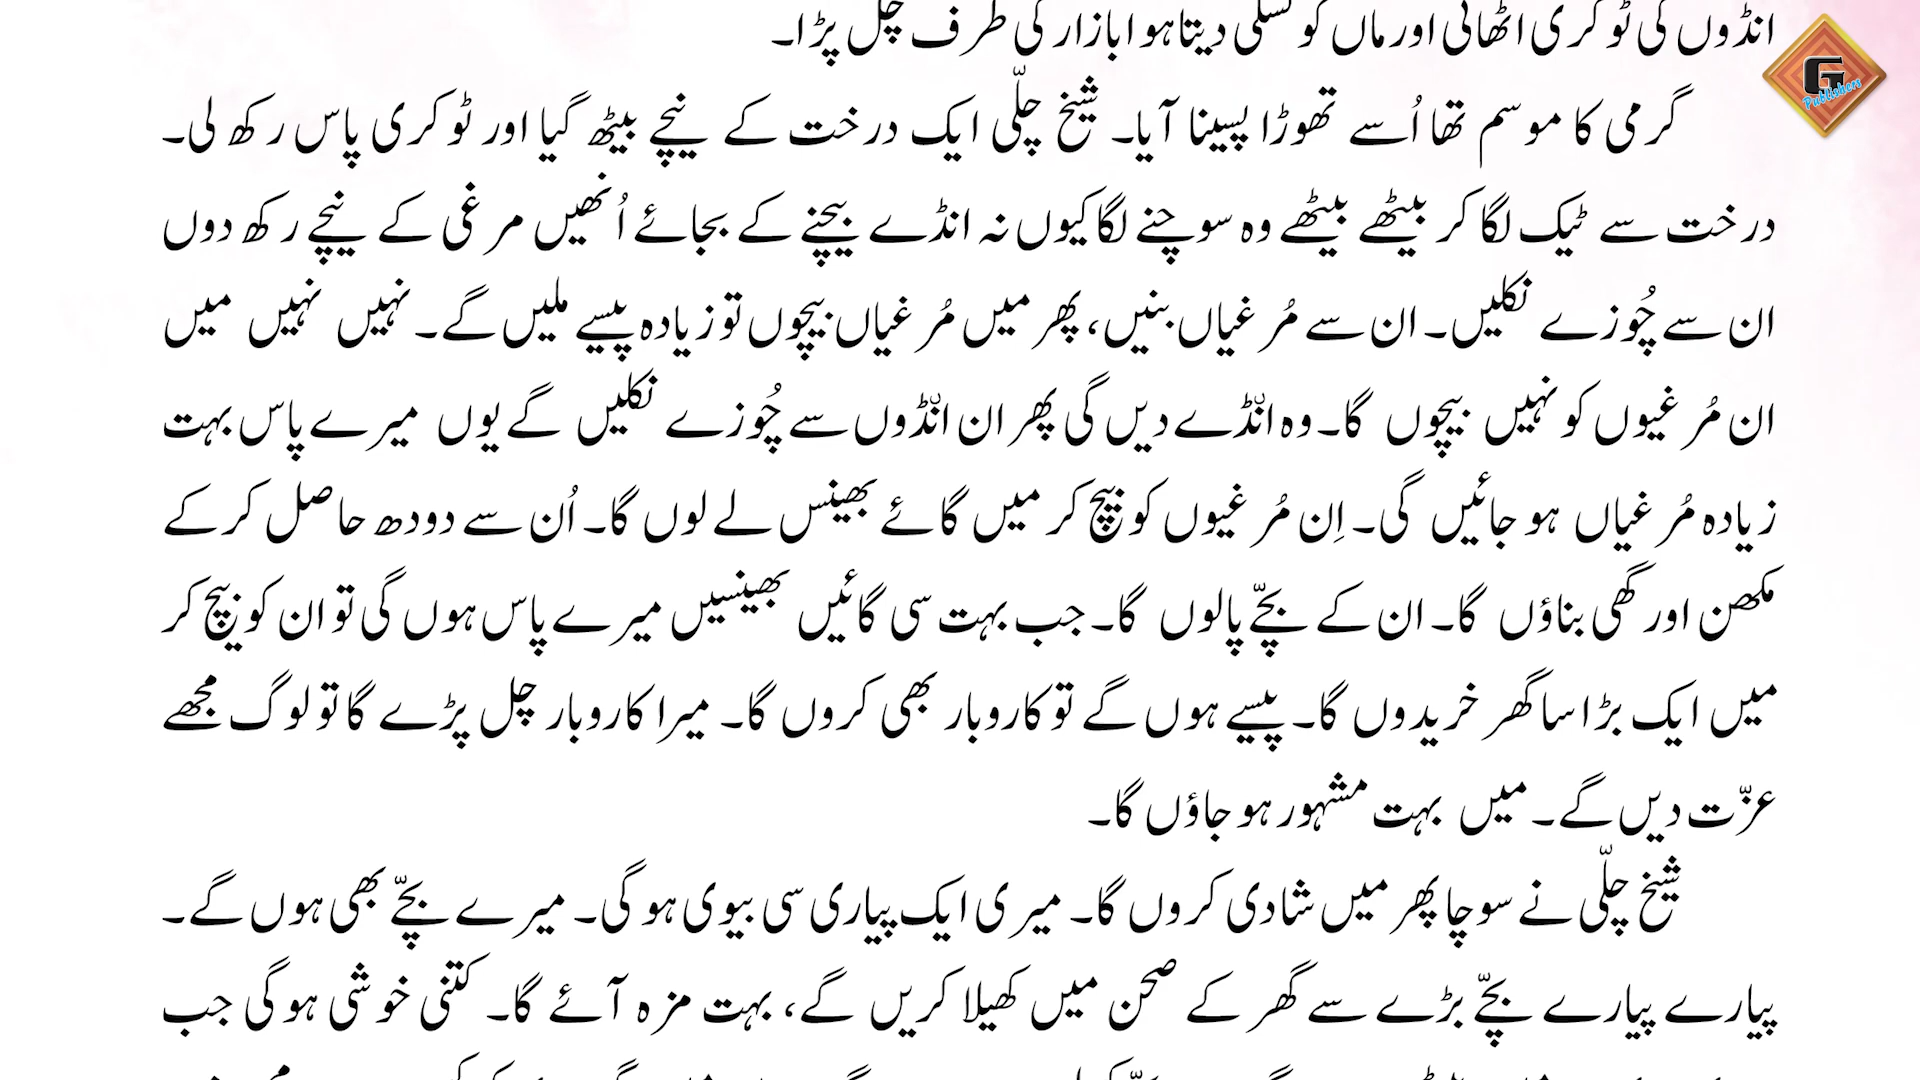 انڈوں کی ٹوکری اٹھائی اور ماں کو تسلی دیتا ہوا بازار کی طرف چل پڑا۔
G Publishers
گرمی کا موسم تھا اُسے تھوڑا پسینا آیا۔ شیخ چلّی ایک درخت کے نیچے بیٹھ گیا اور ٹوکری پاس رکھ لی۔
درخت سے ٹیک لگا کر بیٹھے بیٹھے وہ سوچنے لگا کیوں نہ انڈے بیچنے کے بجائے اُنھیں مرغی کے نیچے رکھ دوں
ان سے چُوزے نکلیں۔ ان سے مُرغیاں بنیں، پھر میں مُرغیاں بیچوں تو زیادہ پیسے ملیں گے۔ نہیں نہیں میں
ان مُرغیوں کو نہیں بیچوں گا۔ وہ انڈے دیں گی پھر ان انڈوں سے چُوزے نکلیں گے یوں میرے پاس بہت
زیادہ مُرغیاں ہو جائیں گی۔ اِن مُرغیوں کو بیچ کر میں گائے بھینس لے لوں گا۔ اُن سے دودھ حاصل کر کے
مکھن اور گھی بناؤں گا۔ ان کے بچّے پالوں گا۔ جب بہت سی گائیں بھینسیں میرے پاس ہوں گی تو ان کو بیچ کر
میں ایک بڑا سا گھر خریدوں گا۔ پیسے ہوں گے تو کاروبار بھی کروں گا۔ میرا کاروبار چل پڑے گا تو لوگ مجھے
عزّت دیں گے۔ میں بہت مشہور ہو جاؤں گا۔
شیخ چلّی نے سوچا پھر میں شادی کروں گا۔ میری ایک پیاری سی بیوی ہو گی۔ میرے بچّے بھی ہوں گے۔
پیارے پیارے بچّے بڑے سے گھر کے صحن میں کھیلا کریں گے، بہت مزہ آئے گا۔ کتنی خوشی ہو گی جب